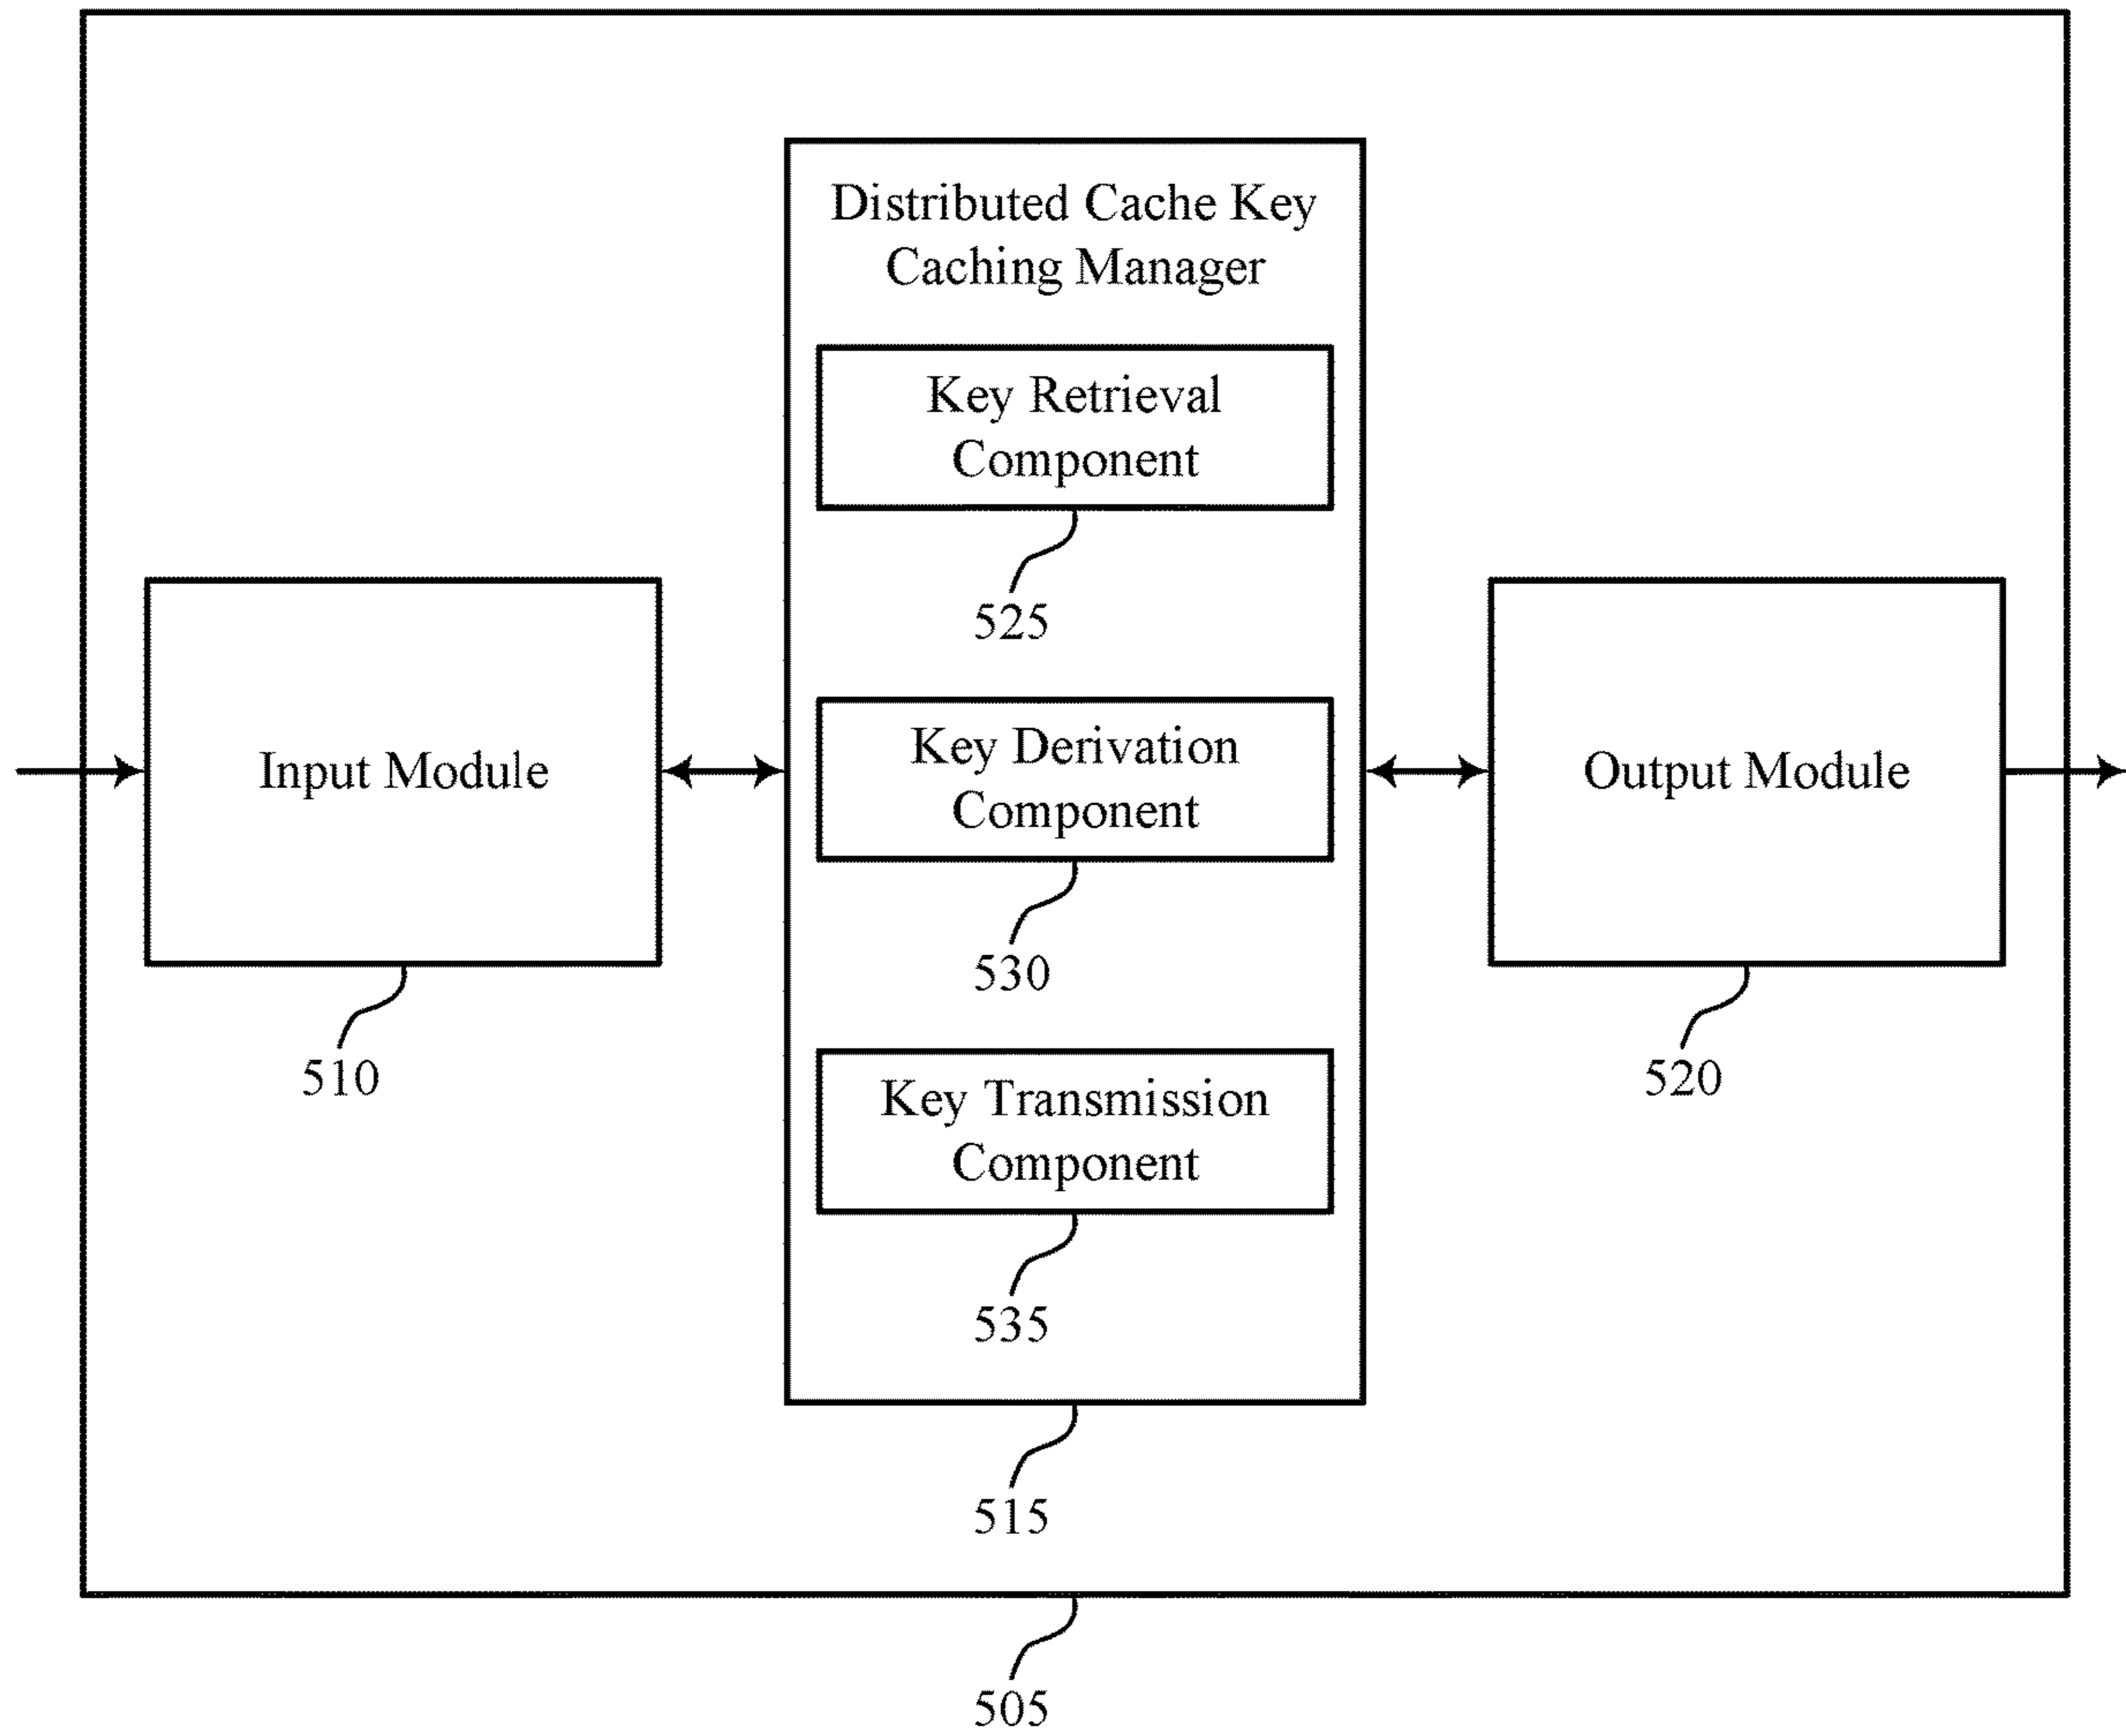 Distributed Cache Key
Caching Manager
Key Retrieval
Component
525
Input Module
510
Key Derivation
Component
530
Output Module
520
Key Transmission
Component
535
515
505